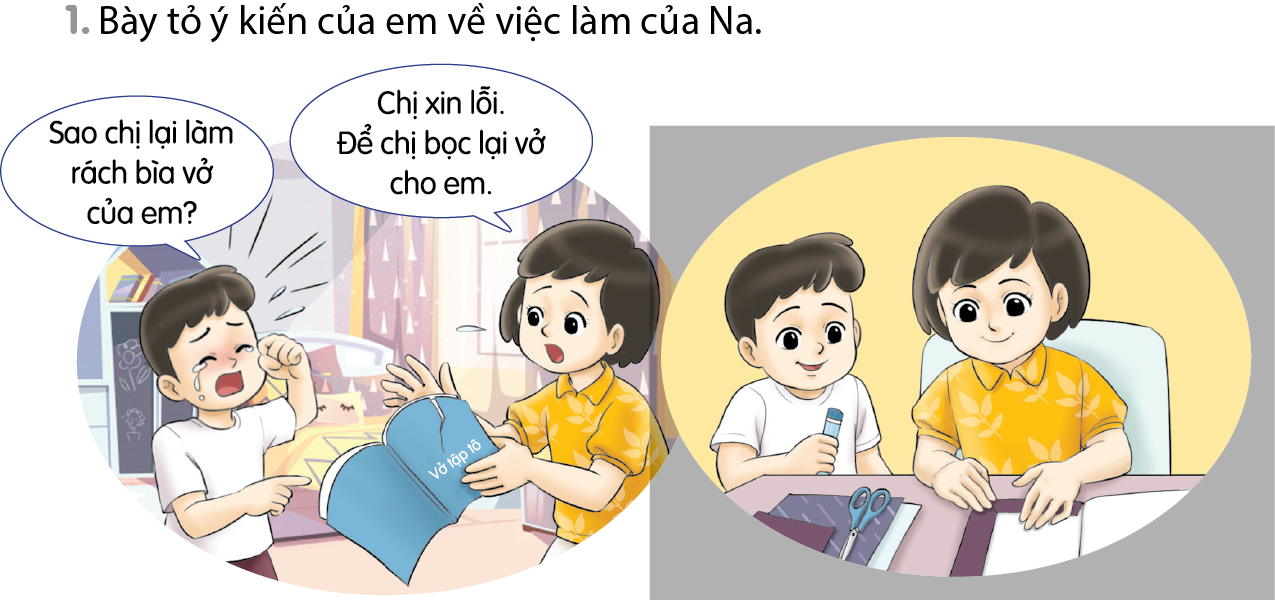 1. Bày tỏ ý kiến của em về việc làm của Na.
Sao chị lại làm
rách bìa vở
của em?
Chị xin lỗi.
Để chị bọc lại vở
cho em.
Vở tập tô